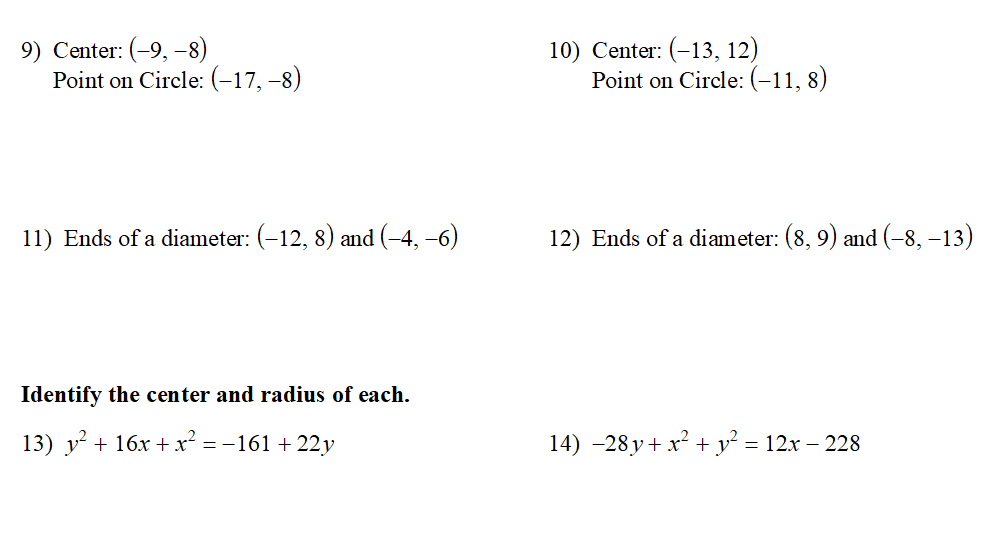 9) Center: (−9, −8)
Point on Circle: (−17, −8)
10) Center: (−13, 12)
Point on Circle: (−11, 8)
11) Ends of a diameter: (−12, 8) and (−4, −6)
12) Ends of a diameter: (8, 9) and (−8, −13)
Identify the center and radius of each.
13) y² + 16x + x² = −161 + 22y
14) −28y + x² + y² = 12x − 228